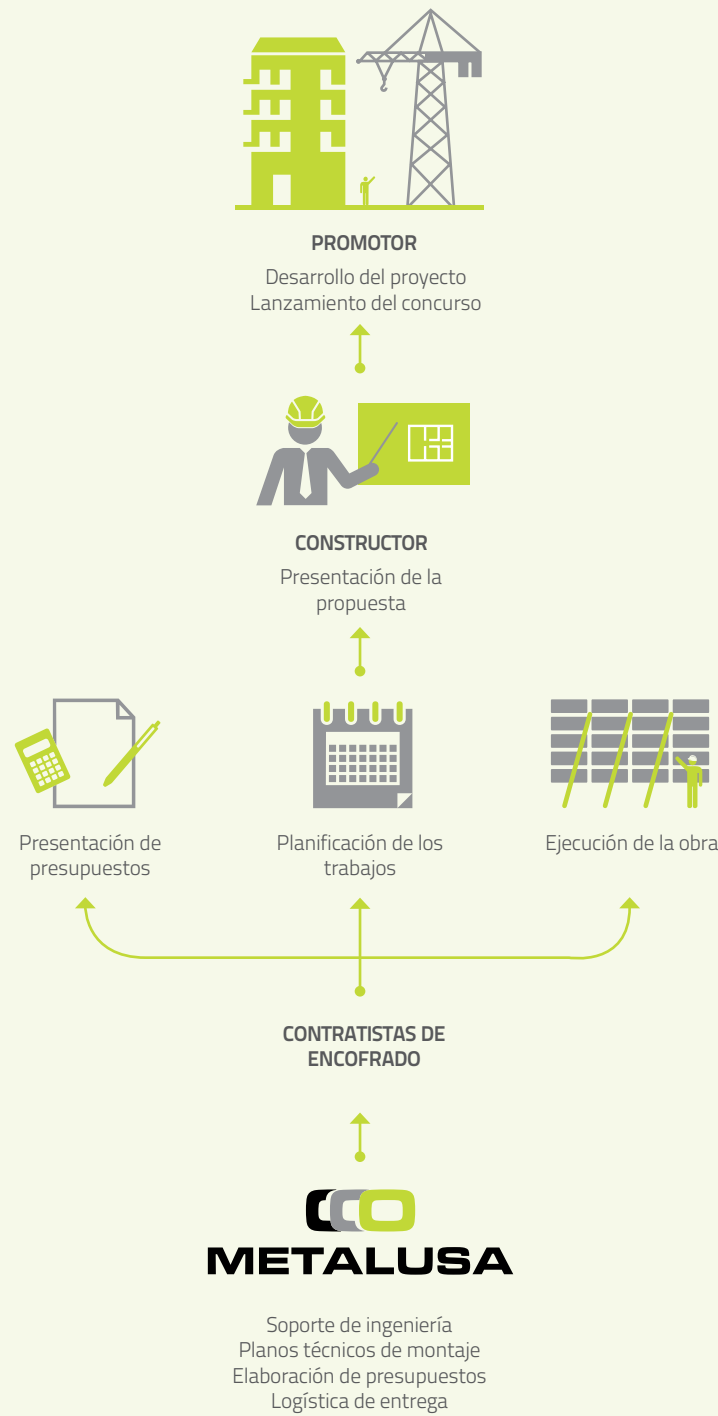 PROMOTOR
Desarrollo del proyecto
Lanzamiento del concurso
CONSTRUCTOR
Presentación de la
propuesta
Presentación de
presupuestos
Planificación de los
trabajos
Ejecución de la obra
CONTRATISTAS DE
ENCOFRADO
METALUSA
Soporte de ingeniería
Planos técnicos de montaje
Elaboración de presupuestos
Logística de entrega